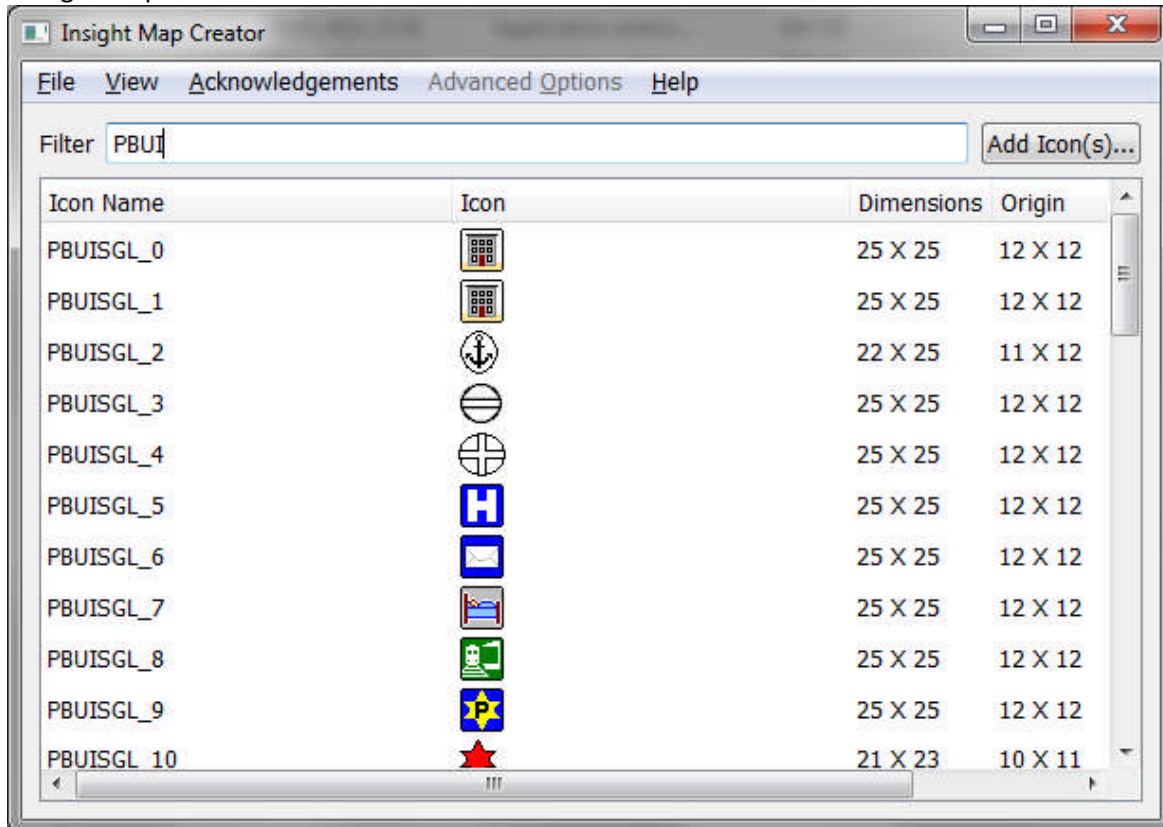 Insight Map Creator
File View Acknowledgements Advanced Options Help
Filter PBUI Add Icon(s)...
Icon Name Icon Dimensions Origin
PBUISGL_0 25 X 25 12 X 12
PBUISGL_1 25 X 25 12 X 12
PBUISGL_2 22 X 25 11 X 12
PBUISGL_3 25 X 25 12 X 12
PBUISGL_4 25 X 25 12 X 12
PBUISGL_5 H 25 X 25 12 X 12
PBUISGL_6 25 X 25 12 X 12
PBUISGL_7 25 X 25 12 X 12
PBUISGL_8 25 X 25 12 X 12
PBUISGL_9 P 25 X 25 12 X 12
PBUISGL_10 21 X 23 10 X 11